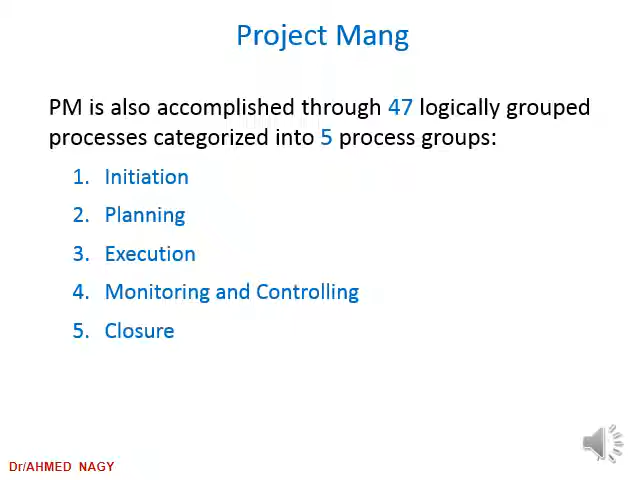 Project Mang
PM is also accomplished through 47 logically grouped
processes categorized into 5 process groups:
1. Initiation
2. Planning
3. Execution
4. Monitoring and Controlling
5. Closure
Dr/AHMED NAGY